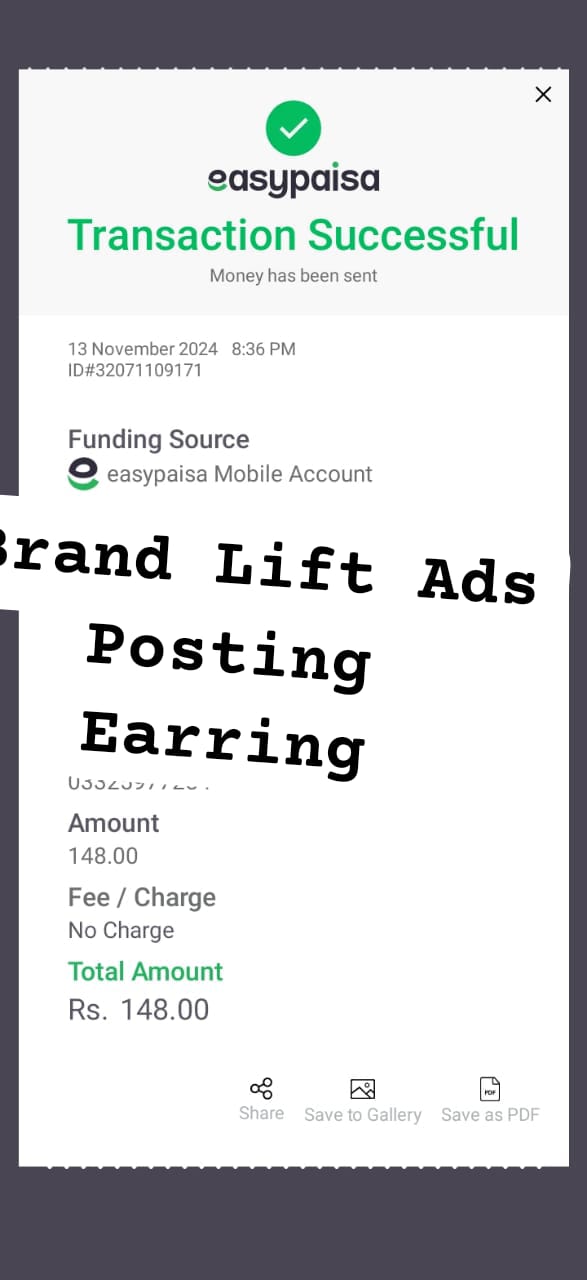 easypaisa
Transaction Successful
Money has been sent
13 November 2024 8:36 PM
ID#32071109171
Funding Source
easypaisa Mobile Account
Brand Lift Ads
Posting
Earring
Amount
148.00
Fee / Charge
No Charge
Total Amount
Rs. 148.00
Share Save to Gallery Save as PDF